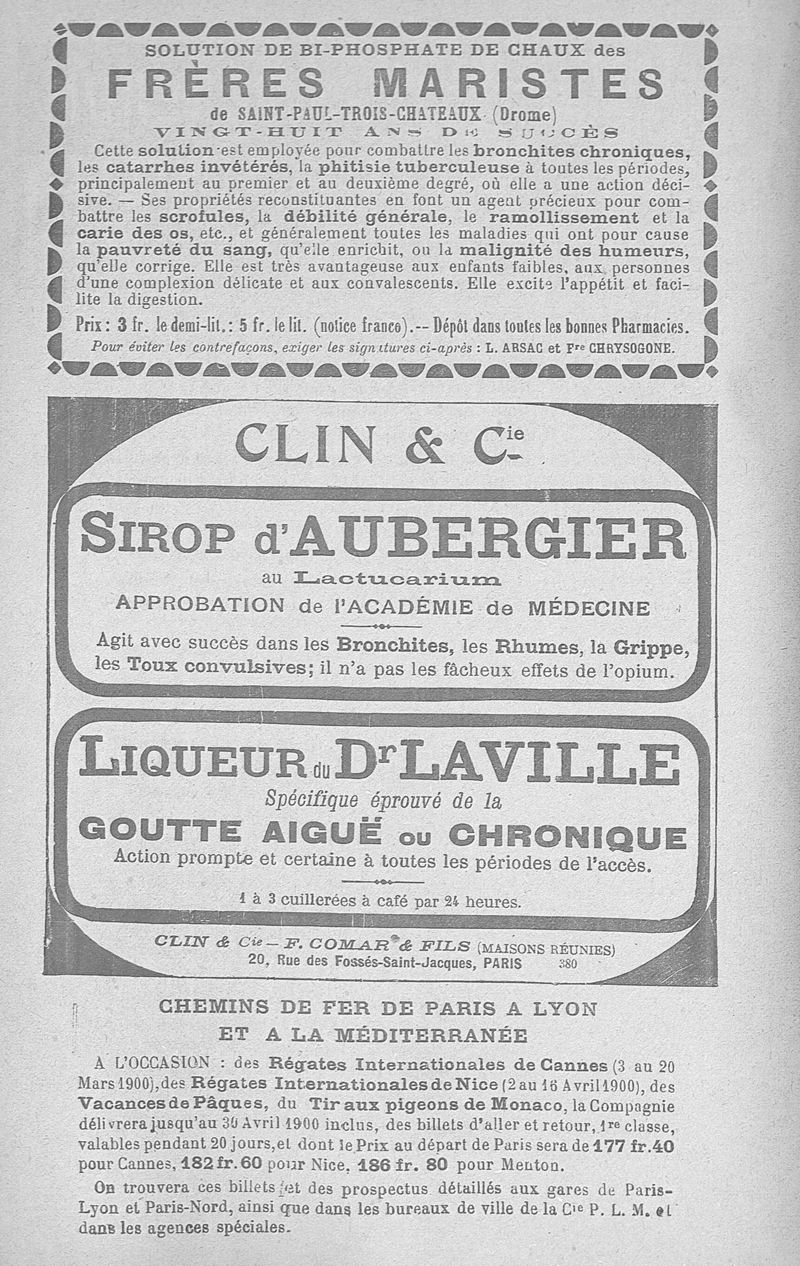 SOLUTION DE BI-PHOSPHATE DE CHAUX des
FRÈRES MARISTES
de SAINT-PAUL-TROIS-CHATEAUX (Drome)
VINGT-HUIT ANS DE SUCCÈS
Cette solution est employée pour combattre les bronchites chroniques,
les catarrhes invétérés, la phitisie tuberculeuse à toutes les périodes,
principalement au premier et au deuxième degré, où elle a une action déci-
sive. — Ses propriétés reconstituantes en font un agent précieux pour com-
battre les scrofules, la débilité générale, le ramollissement et la
carie des os, etc., et généralement toutes les maladies qui ont pour cause
la pauvreté du sang, qu'elle enrichit, ou la malignité des humeurs,
qu'elle corrige. Elle est très avantageuse aux enfants faibles, aux personnes
d'une complexion délicate et aux convalescents. Elle excite l'appétit et faci-
lite la digestion.
Prix : 3 fr. le demi-lit. : 5 fr. le lit. (notice franco). -- Dépôt dans toutes les bonnes Pharmacies.
Pour éviter les contrefaçons, exiger les signatures ci-après : L. ARSAC et Fre CHRYSOGONE.
CLIN & Cie
SIROP d'AUBERGIER
au Lactucarium
APPROBATION de l'ACADÉMIE de MÉDECINE
Agit avec succès dans les Bronchites, les Rhumes, la Grippe,
les Toux convulsives; il n'a pas les fâcheux effets de l'opium.
LIQUEUR du Dr LAVILLE
Spécifique éprouvé de la
GOUTTE AIGUË ou CHRONIQUE
Action prompte et certaine à toutes les périodes de l'accès.
1 à 3 cuillerées à café par 24 heures.
CLIN & Cie — F. COMAR & FILS (MAISONS RÉUNIES)
20, Rue des Fossés-Saint-Jacques, PARIS 380
CHEMINS DE FER DE PARIS A LYON
ET A LA MÉDITERRANÉE
A L'OCCASION : des Régates Internationales de Cannes (3 au 20
Mars 1900), des Régates Internationales de Nice (2 au 16 Avril 1900), des
Vacances de Pâques, du Tir aux pigeons de Monaco, la Compagnie
délivrera jusqu'au 30 Avril 1900 inclus, des billets d'aller et retour, 1re classe,
valables pendant 20 jours, et dont le Prix au départ de Paris sera de 177 fr. 40
pour Cannes, 182 fr. 60 pour Nice, 186 fr. 80 pour Menton.
On trouvera ces billets et des prospectus détaillés aux gares de Paris-
Lyon et Paris-Nord, ainsi que dans les bureaux de ville de la Cie P. L. M. et
dans les agences spéciales.